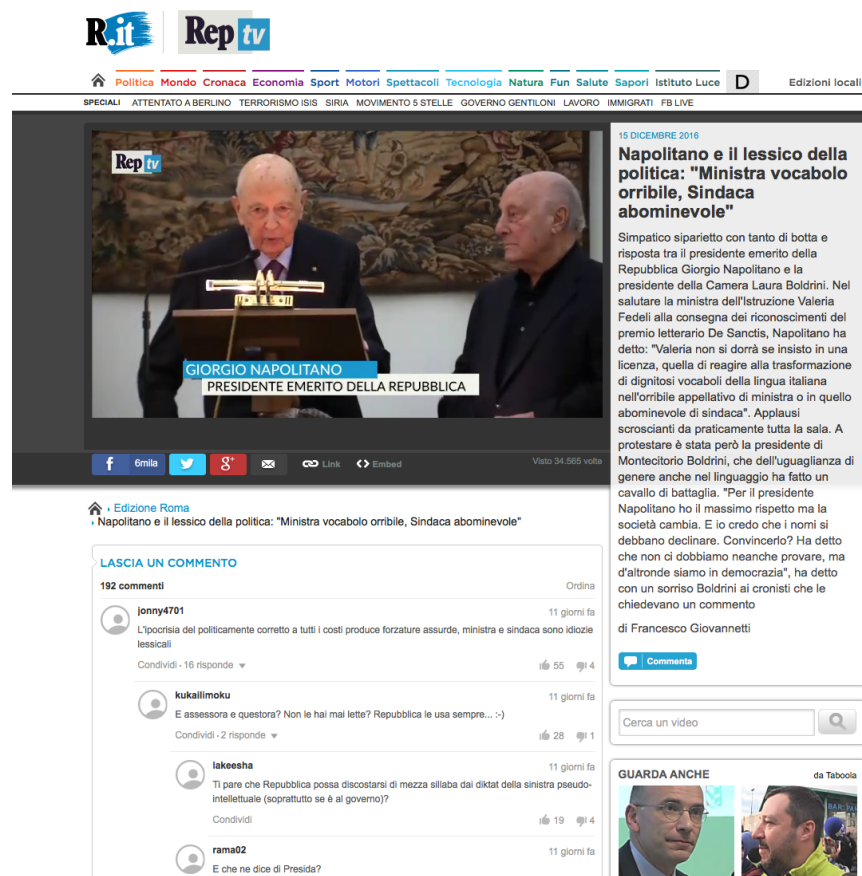 R.it Rep tv
Politica Mondo Cronaca Economia Sport Motori Spettacoli Tecnologia Natura Fun Salute Sapori Istituto Luce D Edizioni locali
SPECIALI ATTENTATO A BERLINO TERRORISMO ISIS SIRIA MOVIMENTO 5 STELLE GOVERNO GENTILONI LAVORO IMMIGRATI FB LIVE
Rep tv
GIORGIO NAPOLITANO
PRESIDENTE EMERITO DELLA REPUBBLICA
f 6mila g+ Link Embed Visto 34.565 volte
15 DICEMBRE 2016
Napolitano e il lessico della
politica: "Ministra vocabolo
orribile, Sindaca
abominevole"
Simpatico siparietto con tanto di botta e
risposta tra il presidente emerito della
Repubblica Giorgio Napolitano e la
presidente della Camera Laura Boldrini. Nel
salutare la ministra dell'Istruzione Valeria
Fedeli alla consegna dei riconoscimenti del
premio letterario De Sanctis, Napolitano ha
detto: "Valeria non si dorrà se insisto in una
licenza, quella di reagire alla trasformazione
di dignitosi vocaboli della lingua italiana
nell'orribile appellativo di ministra o in quello
abominevole di sindaca". Applausi
scroscianti da praticamente tutta la sala. A
protestare è stata però la presidente di
Montecitorio Boldrini, che dell'uguaglianza di
genere anche nel linguaggio ha fatto un
cavallo di battaglia. "Per il presidente
Napolitano ho il massimo rispetto ma la
società cambia. E io credo che i nomi si
debbano declinare. Convincerlo? Ha detto
che non ci dobbiamo neanche provare, ma
d'altronde siamo in democrazia", ha detto
con un sorriso Boldrini ai cronisti che le
chiedevano un commento
di Francesco Giovannetti
Commenta
Edizione Roma
Napolitano e il lessico della politica: "Ministra vocabolo orribile, Sindaca abominevole"
LASCIA UN COMMENTO
192 commenti Ordina
jonny4701 11 giorni fa
L'ipocrisia del politicamente corretto a tutti i costi produce forzature assurde, ministra e sindaca sono idiozie
lessicali
Condividi · 16 risponde 55 4
kukailimoku 11 giorni fa
E assessora e questora? Non le hai mai lette? Repubblica le usa sempre... :-)
Condividi · 2 risponde 28 1
lakeesha 11 giorni fa
Ti pare che Repubblica possa discostarsi di mezza sillaba dai diktat della sinistra pseudo-
intellettuale (soprattutto se è al governo)?
Condividi 19 4
rama02 11 giorni fa
E che ne dice di Presida?
Cerca un video
GUARDA ANCHE da Taboola